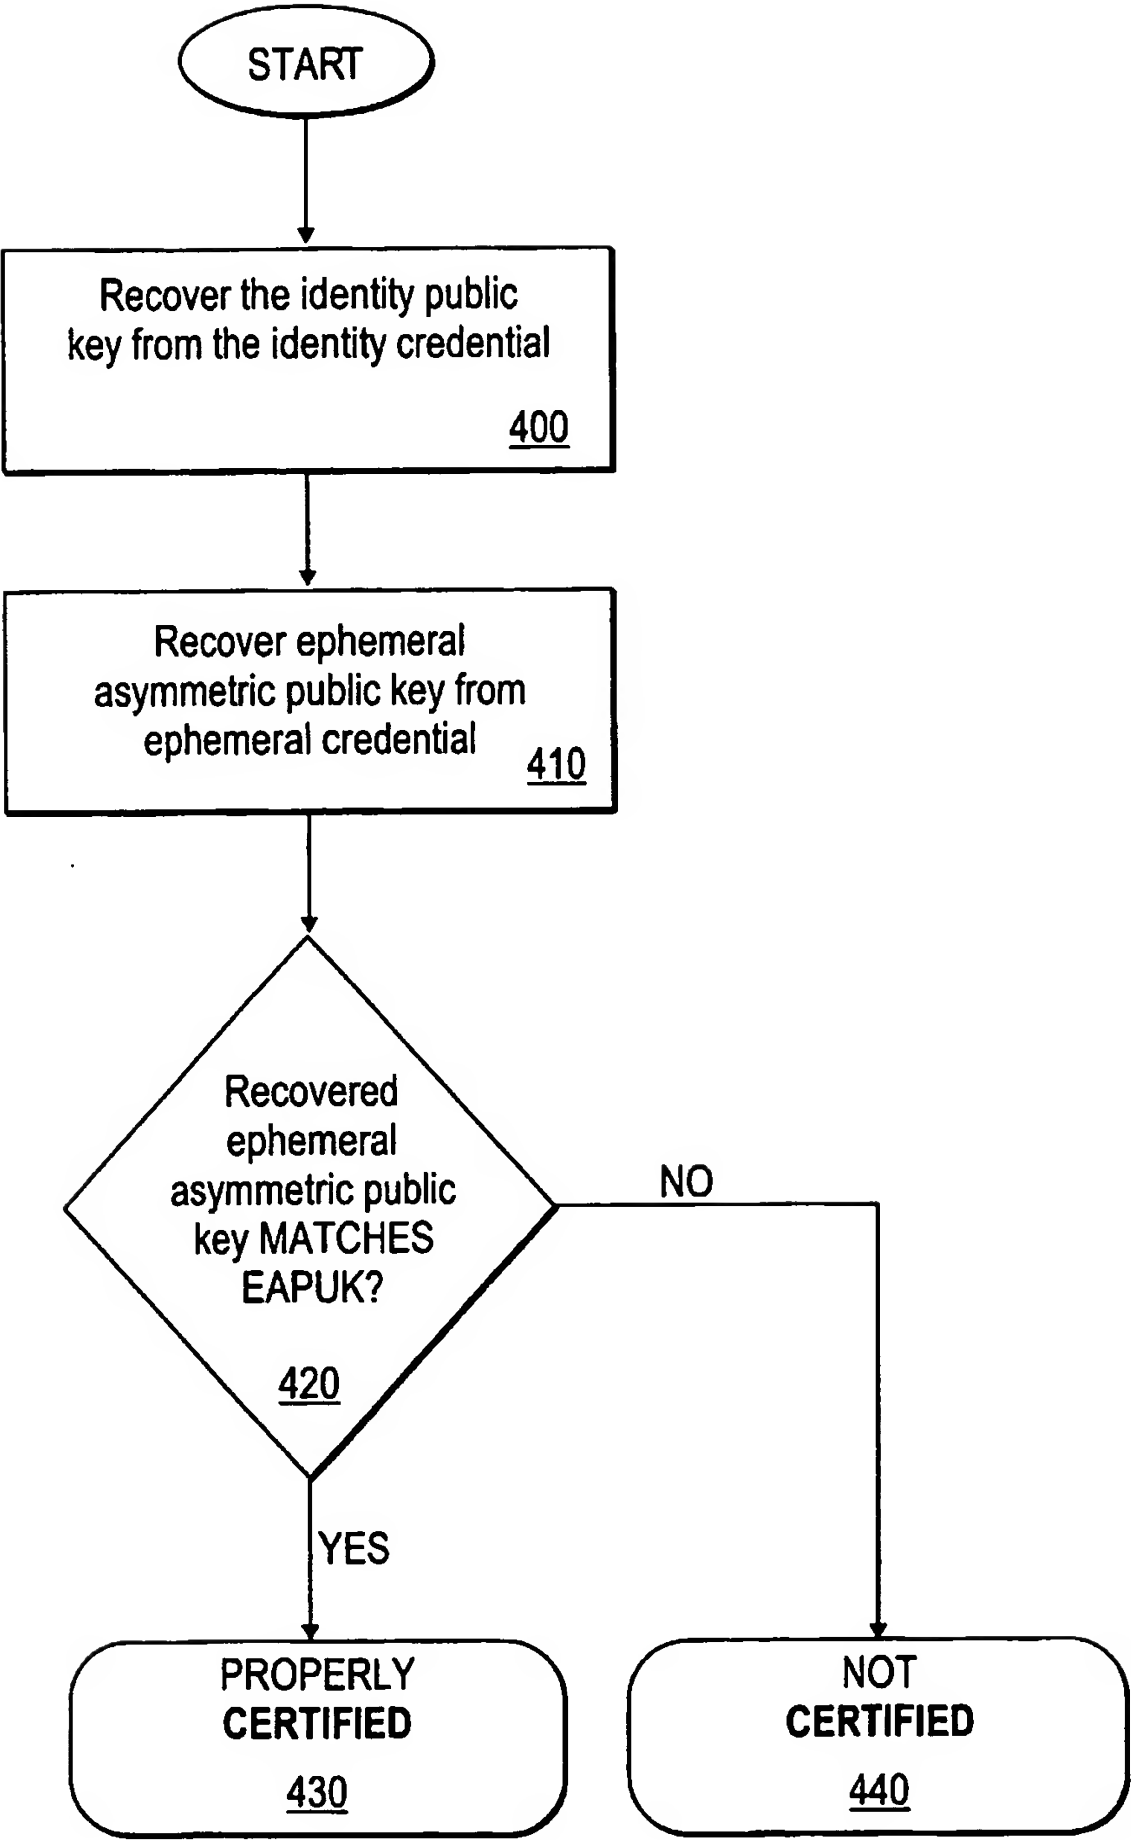 START
Recover the identity public
key from the identity credential
400
Recover ephemeral
asymmetric public key from
ephemeral credential
410
Recovered
ephemeral
asymmetric public
key MATCHES
EAPUK?
420
NO
YES
PROPERLY
CERTIFIED
430
NOT
CERTIFIED
440